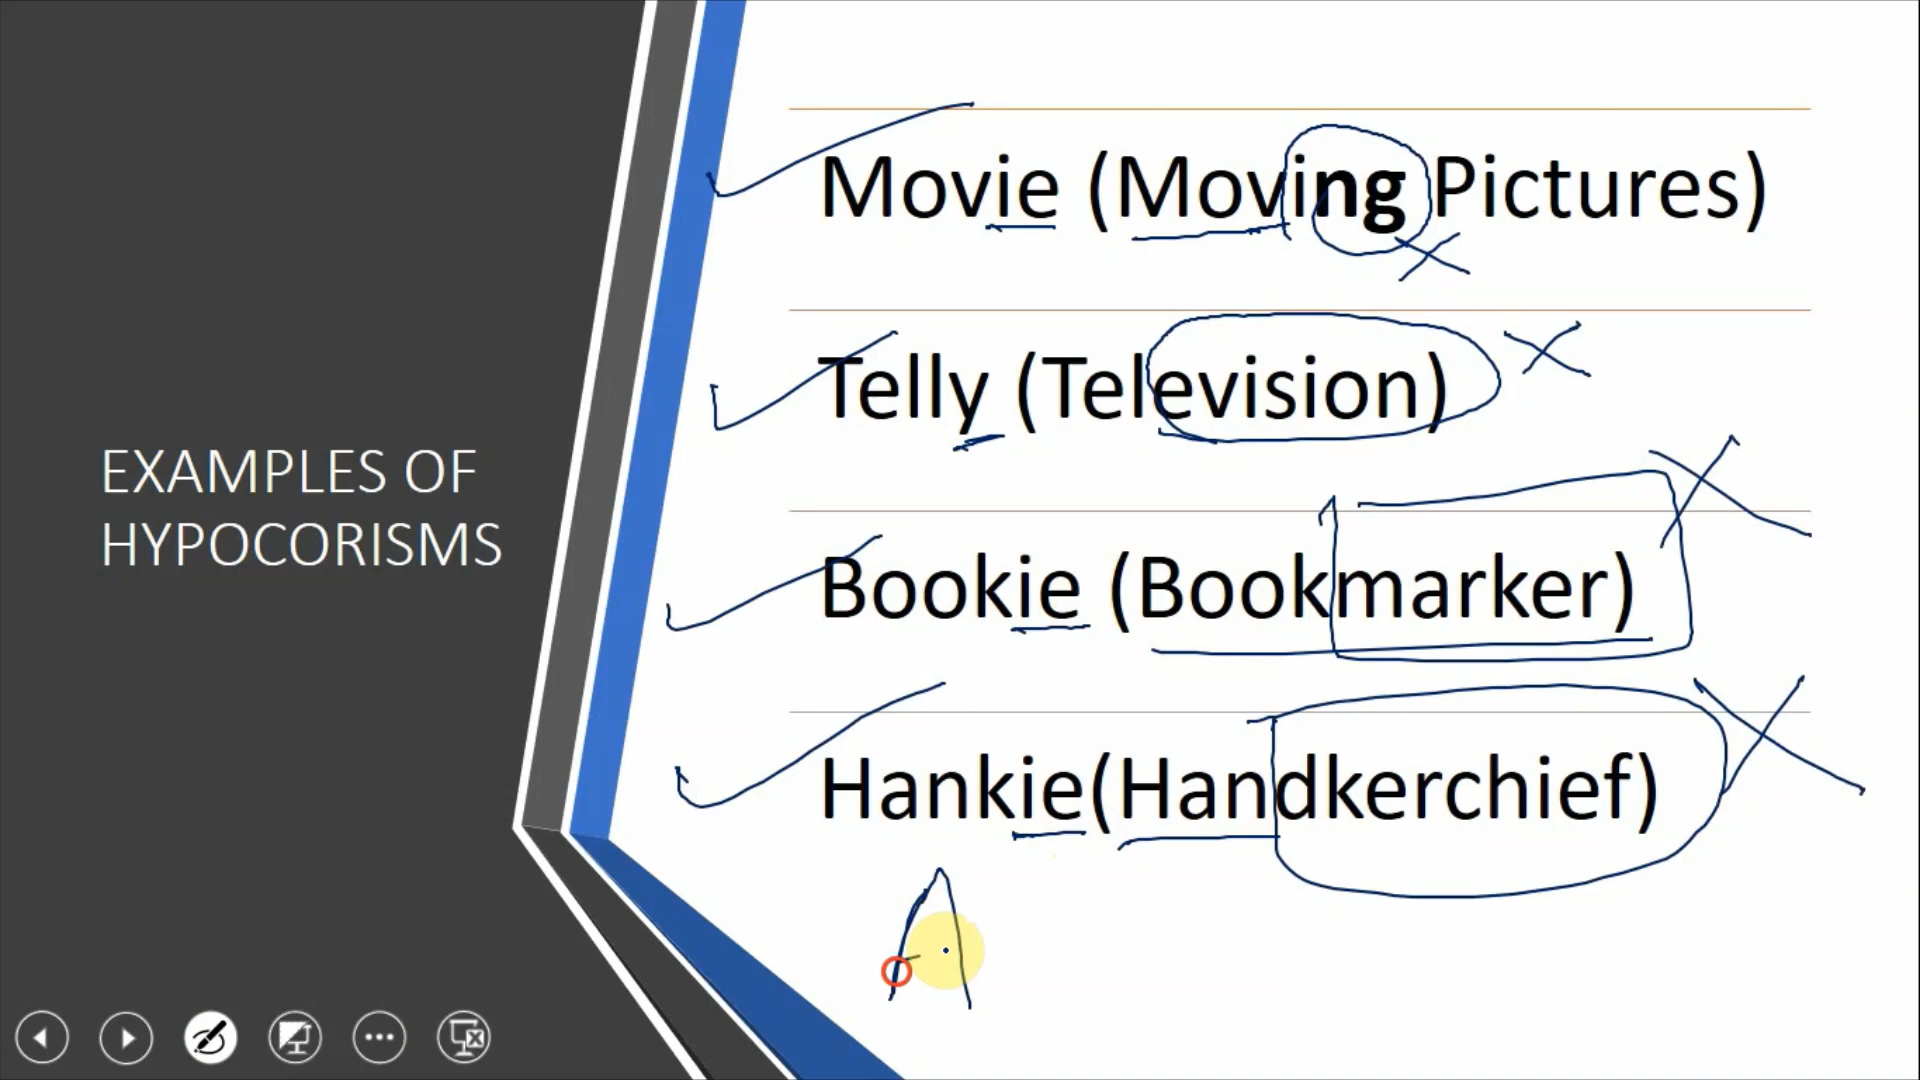 EXAMPLES OF
HYPOCORISMS
Movie (Moving Pictures)
Telly (Television)
Bookie (Bookmarker)
Hankie(Handkerchief)
A